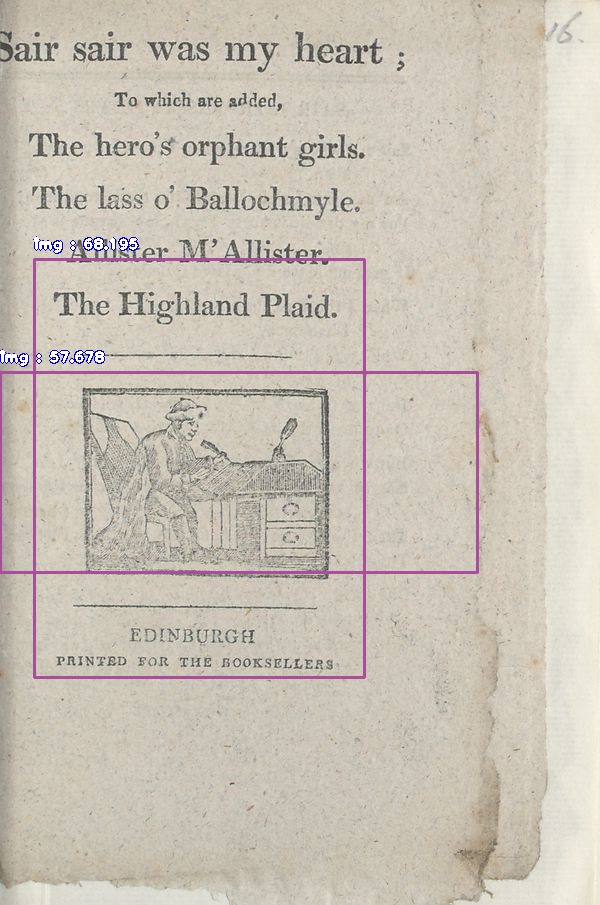 Sair sair was my heart ;
To which are added,
The hero's orphant girls.
The lass o' Ballochmyle.
img : 68.195
Allister M'Allister.
The Highland Plaid.
img : 57.678
EDINBURGH
PRINTED FOR THE BOOKSELLERS
16.